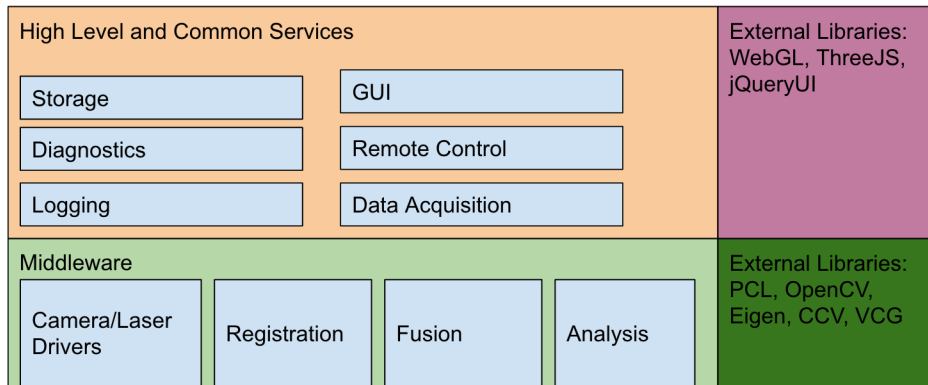 High Level and Common Services
Storage
GUI
Diagnostics
Remote Control
Logging
Data Acquisition
External Libraries:
WebGL, ThreeJS,
jQueryUI
Middleware
Camera/Laser
Drivers
Registration
Fusion
Analysis
External Libraries:
PCL, OpenCV,
Eigen, CCV, VCG